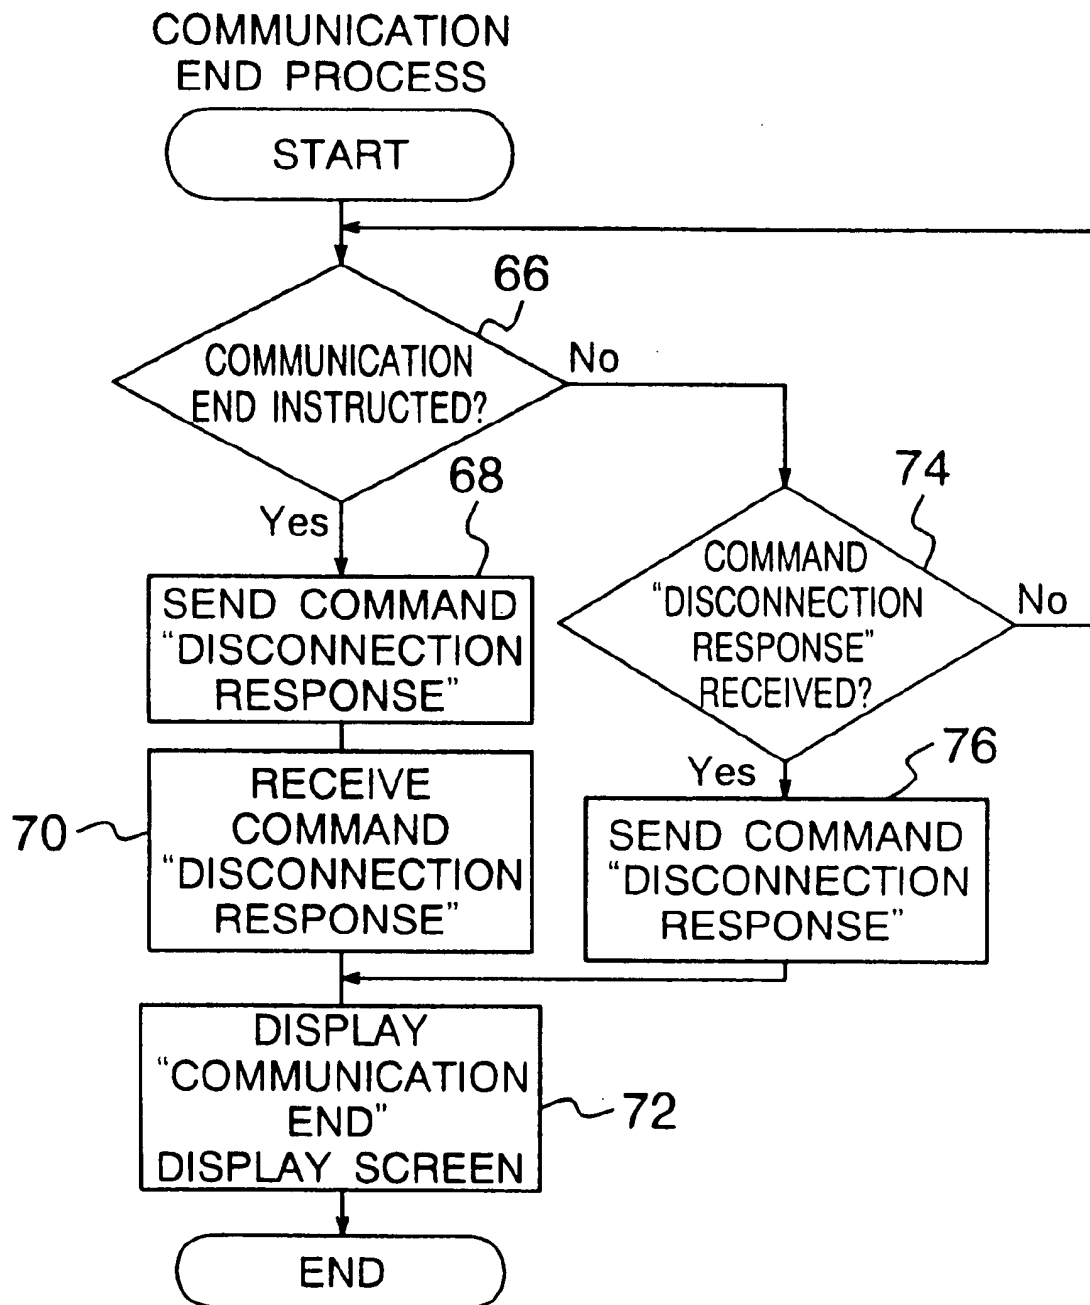 COMMUNICATION
END PROCESS
START
66
COMMUNICATION
END INSTRUCTED?
No
Yes
68
SEND COMMAND
“DISCONNECTION
RESPONSE”
70
RECEIVE
COMMAND
“DISCONNECTION
RESPONSE”
74
COMMAND
“DISCONNECTION
RESPONSE”
RECEIVED?
No
Yes
76
SEND COMMAND
“DISCONNECTION
RESPONSE”
DISPLAY
“COMMUNICATION
END”
DISPLAY SCREEN
72
END